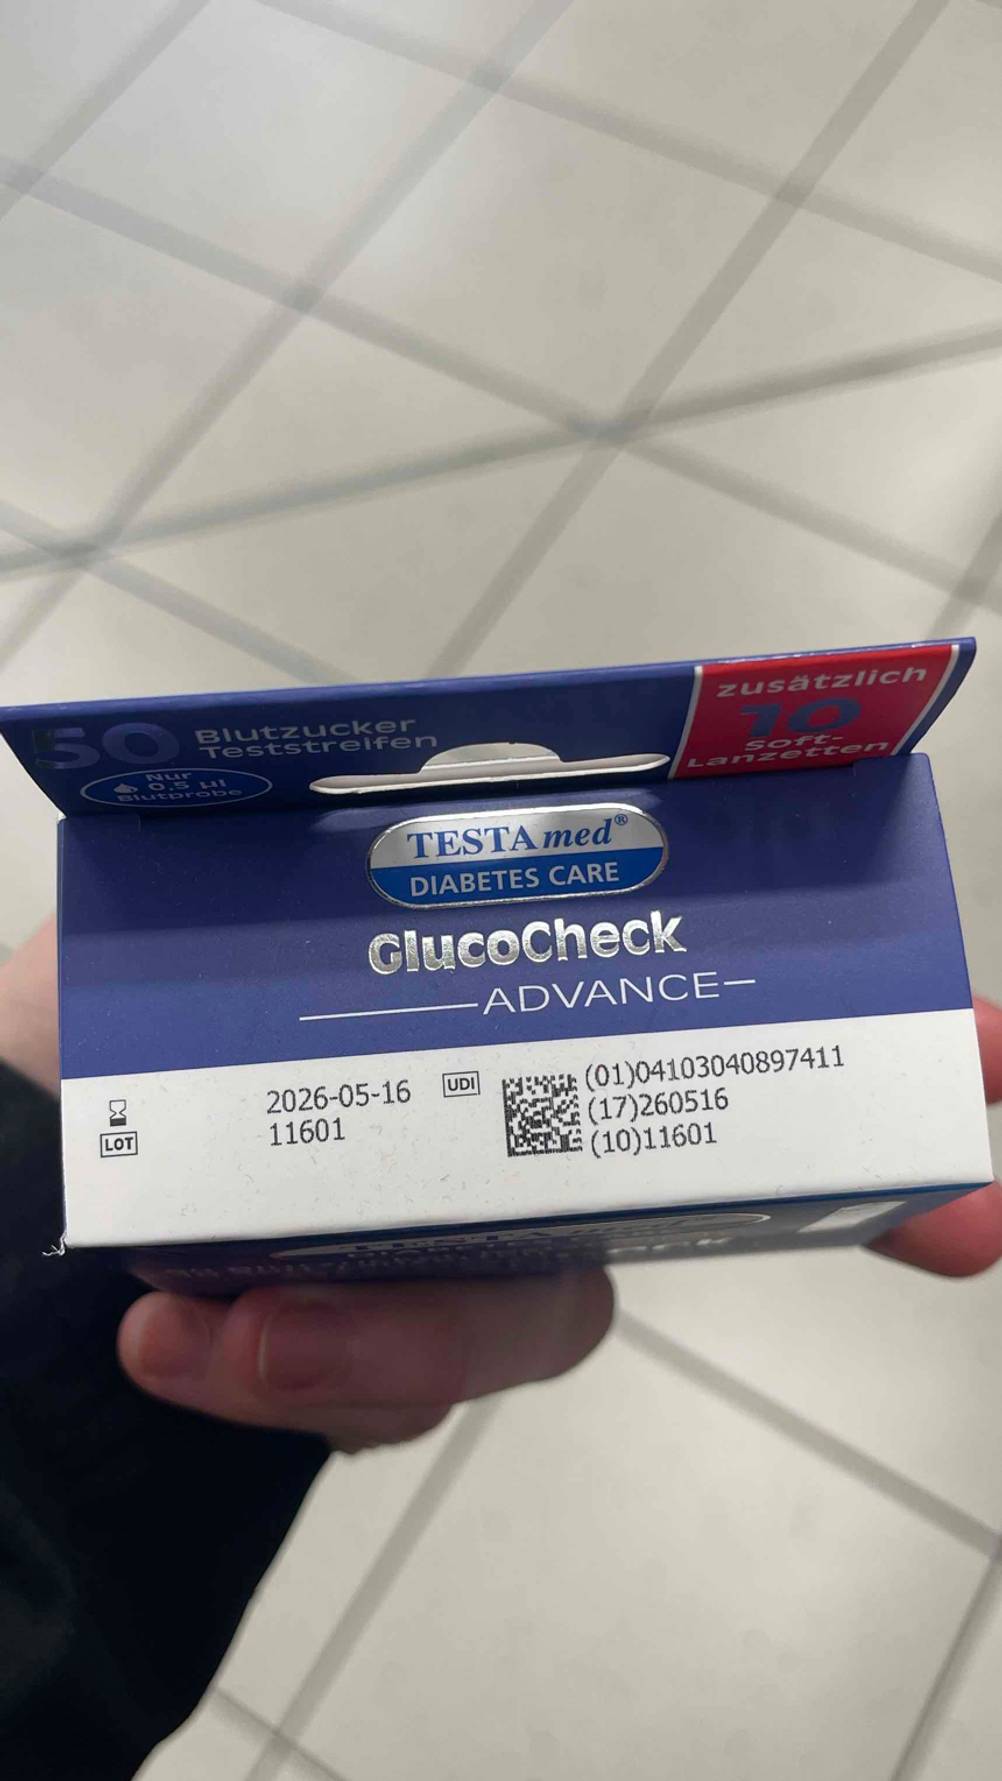 50 Blutzucker
Teststreifen
Nur
0,5 µl
Blutprobe
zusätzlich
10
Soft-
Lanzetten
TESTAmed®
DIABETES CARE
GlucoCheck
ADVANCE
2026-05-16
LOT 11601
UDI
(01)04103040897411
(17)260516
(10)11601